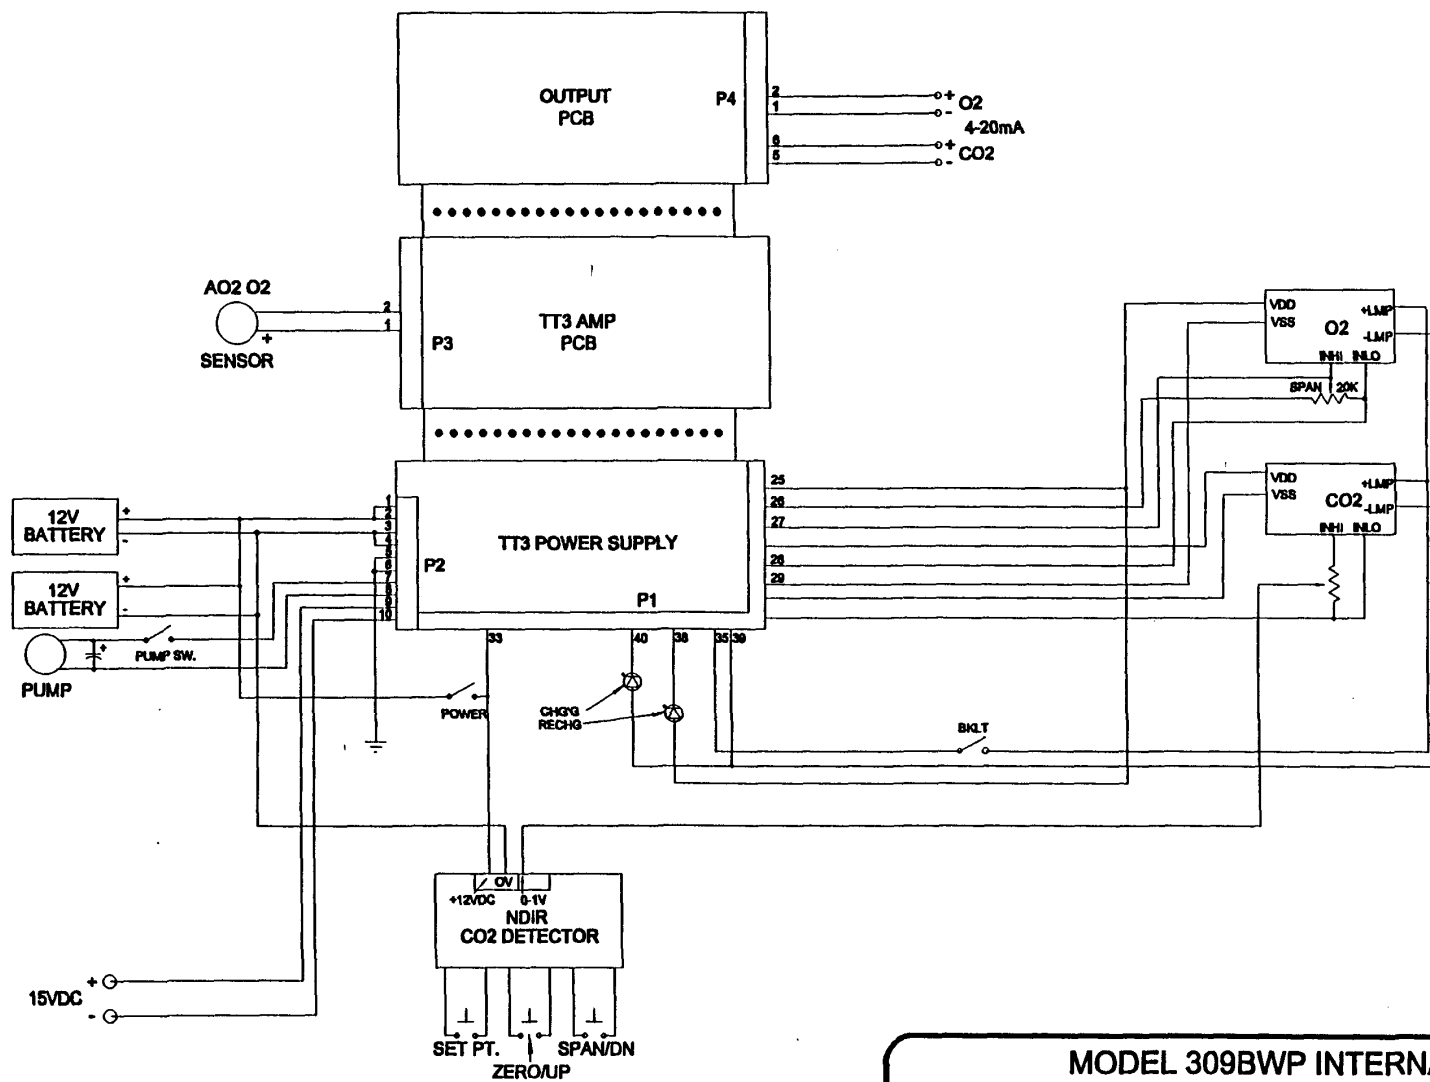 OUTPUT
PCB
P4
2
1
6
5
+
O2
-
4-20mA
+
CO2
-
AO2 O2
2
1
+
SENSOR
P3
TT3 AMP
PCB
VDD
VSS
O2
+LMP
-LMP
INHI INLO
SPAN 20K
VDD
VSS
CO2
+LMP
-LMP
INHI INLO
12V
BATTERY
+
-
12V
BATTERY
+
-
PUMP
+
PUMP SW.
1
2
3
4
5
6
7
8
9
10
P2
TT3 POWER SUPPLY
P1
25
26
27
28
29
33
40
38
35
39
POWER
CHG'G
RECHG
BKLT
+12VDC
OV
0-1V
NDIR
CO2 DETECTOR
15VDC
+
-
SET PT.
ZERO/UP
SPAN/DN
MODEL 309BWP INTERNA